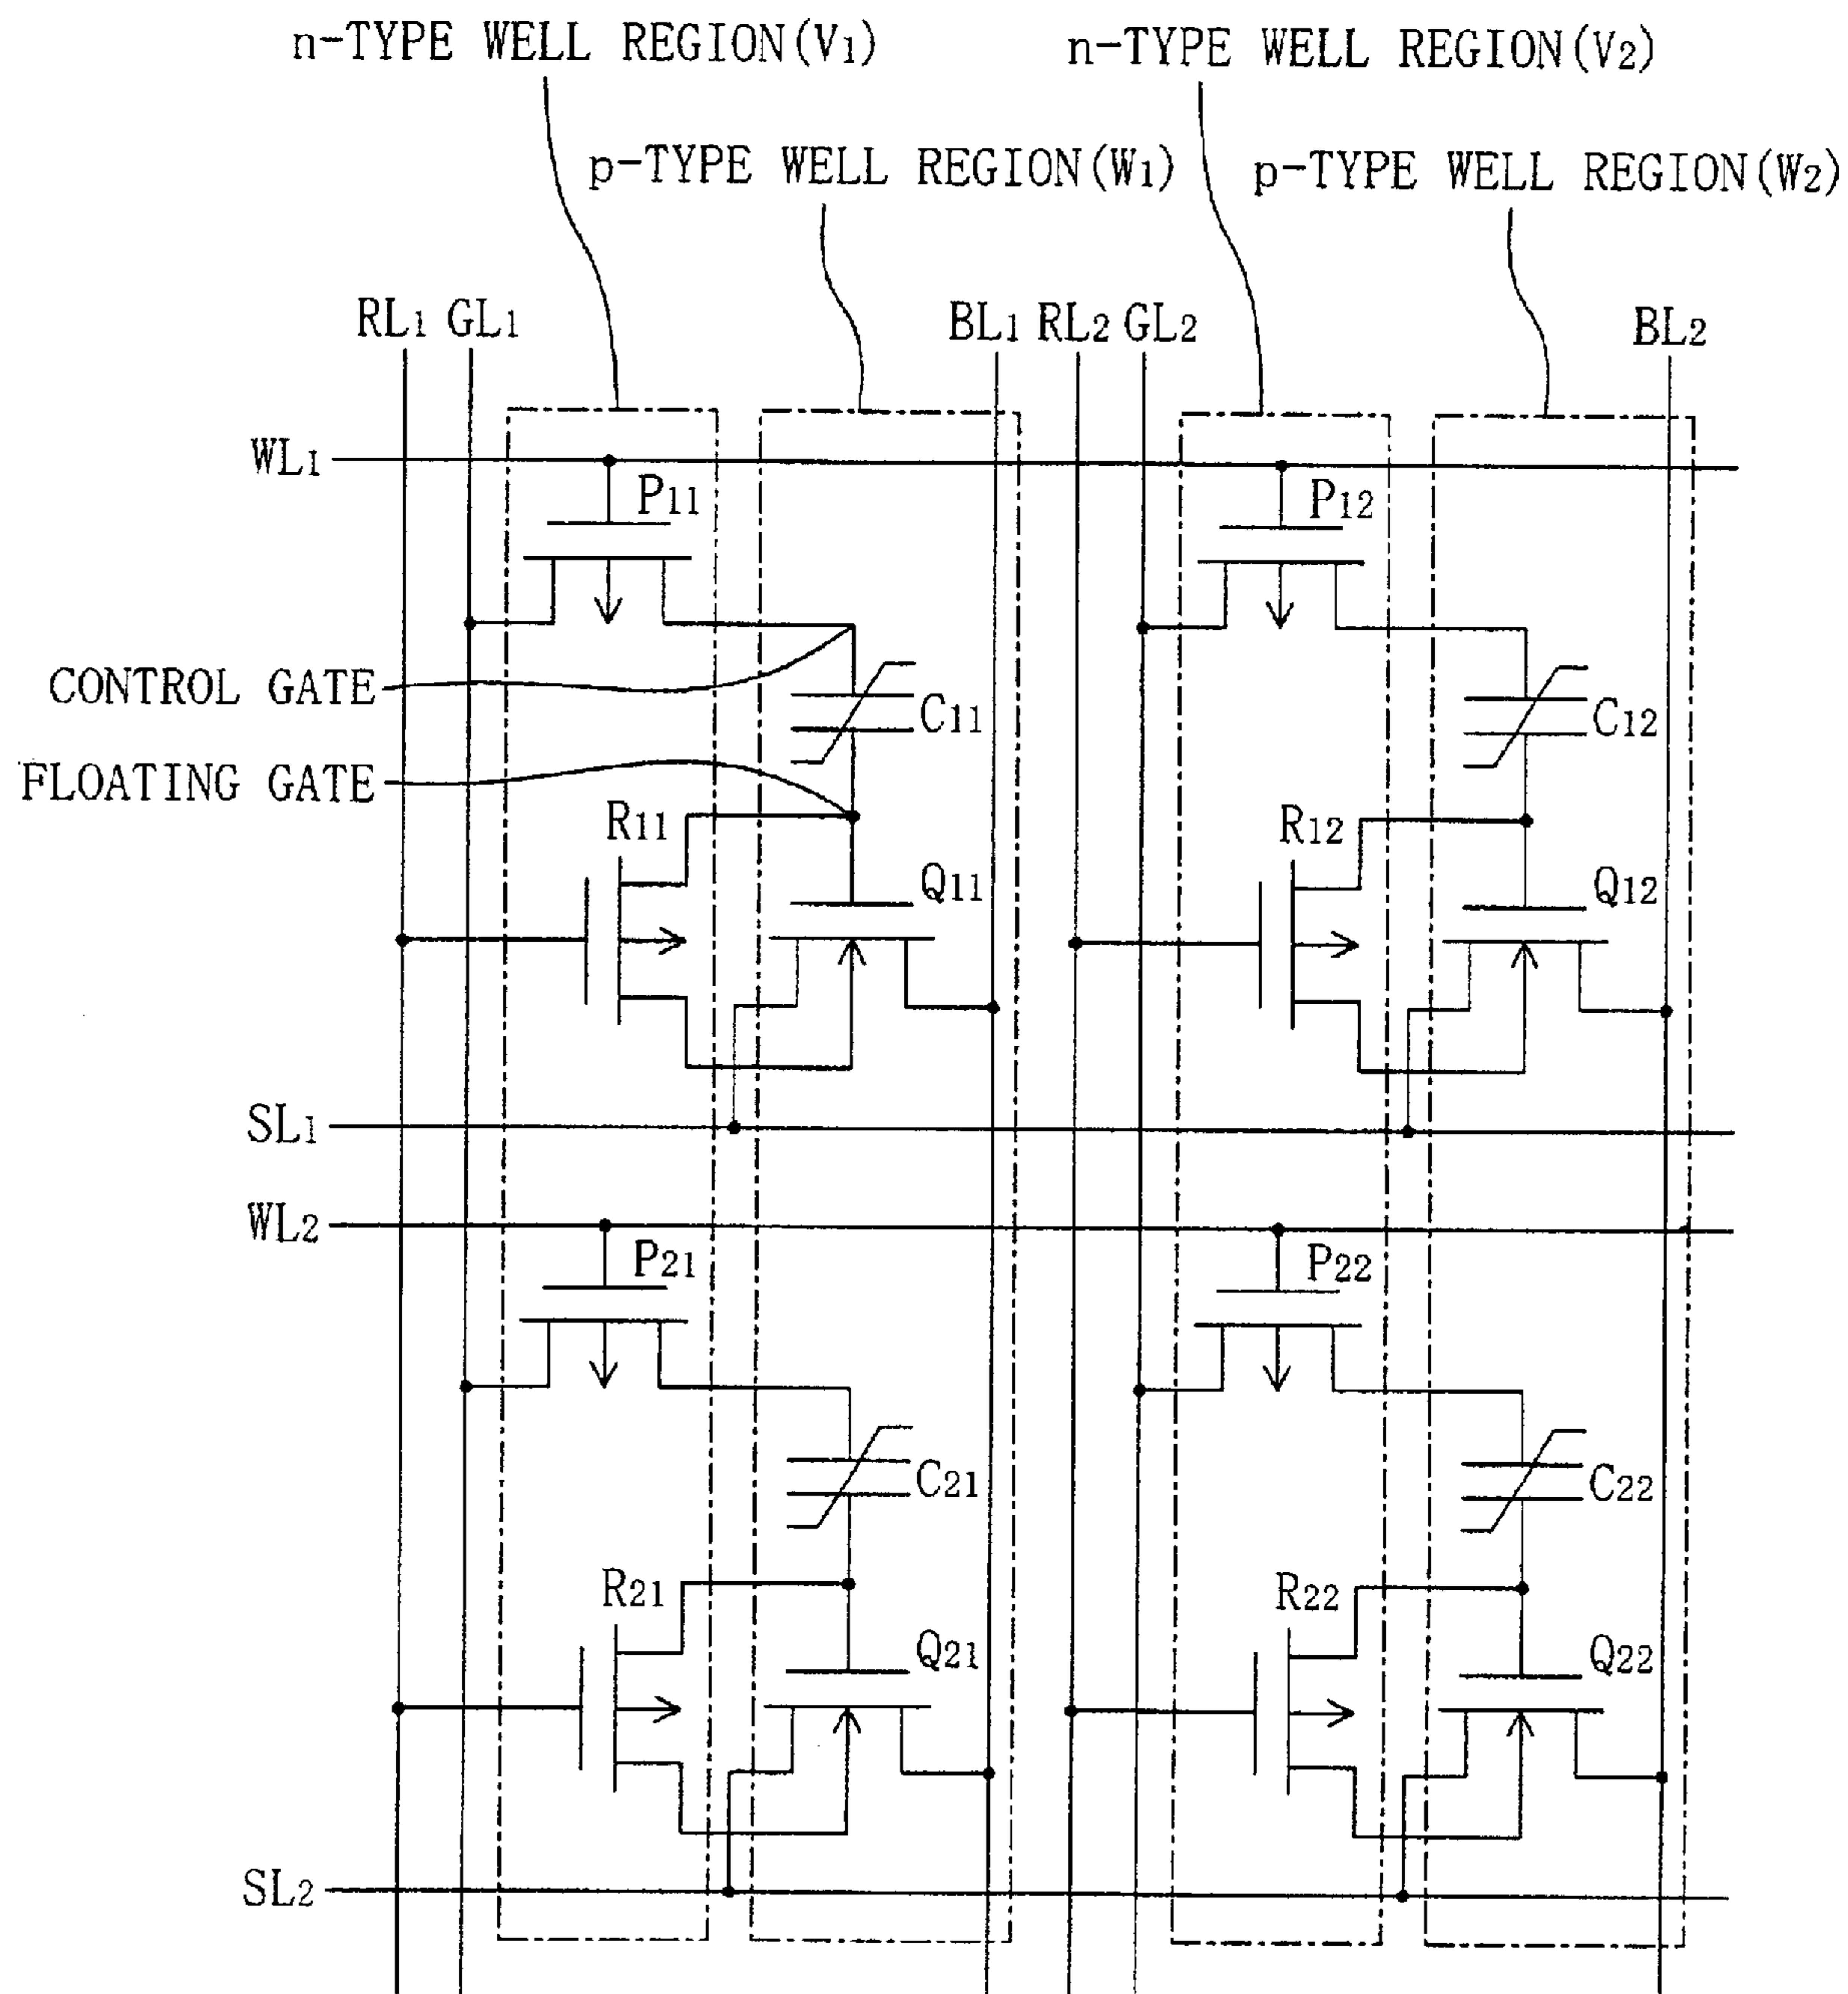 n-TYPE WELL REGION(V1)
n-TYPE WELL REGION(V2)
p-TYPE WELL REGION(W1)
p-TYPE WELL REGION(W2)
RL1 GL1 BL1 RL2 GL2 BL2
WL1
P11 P12
CONTROL GATE
C11 C12
FLOATING GATE
R11 R12
Q11 Q12
SL1
WL2
P21 P22
C21 C22
R21 R22
Q21 Q22
SL2